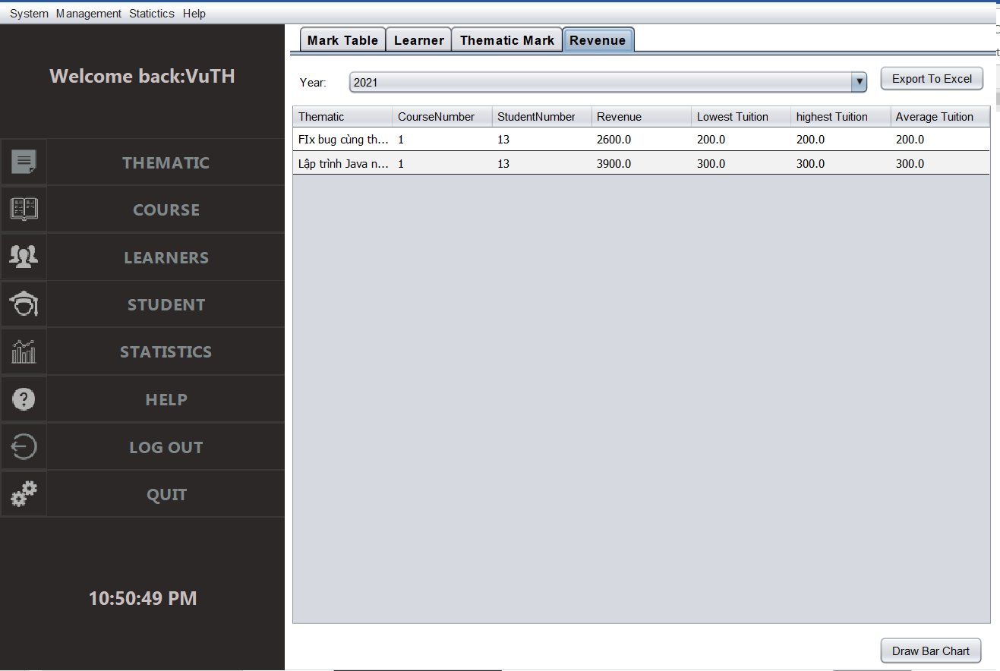 System Management Statictics Help
Welcome back:VuTH
THEMATIC
COURSE
LEARNERS
STUDENT
STATISTICS
HELP
LOG OUT
QUIT
10:50:49 PM
Mark Table Learner Thematic Mark Revenue
Year: 2021 Export To Excel
Thematic CourseNumber StudentNumber Revenue Lowest Tuition highest Tuition Average Tuition
FIx bug cùng th... 1 13 2600.0 200.0 200.0 200.0
Lập trình Java n... 1 13 3900.0 300.0 300.0 300.0
Draw Bar Chart